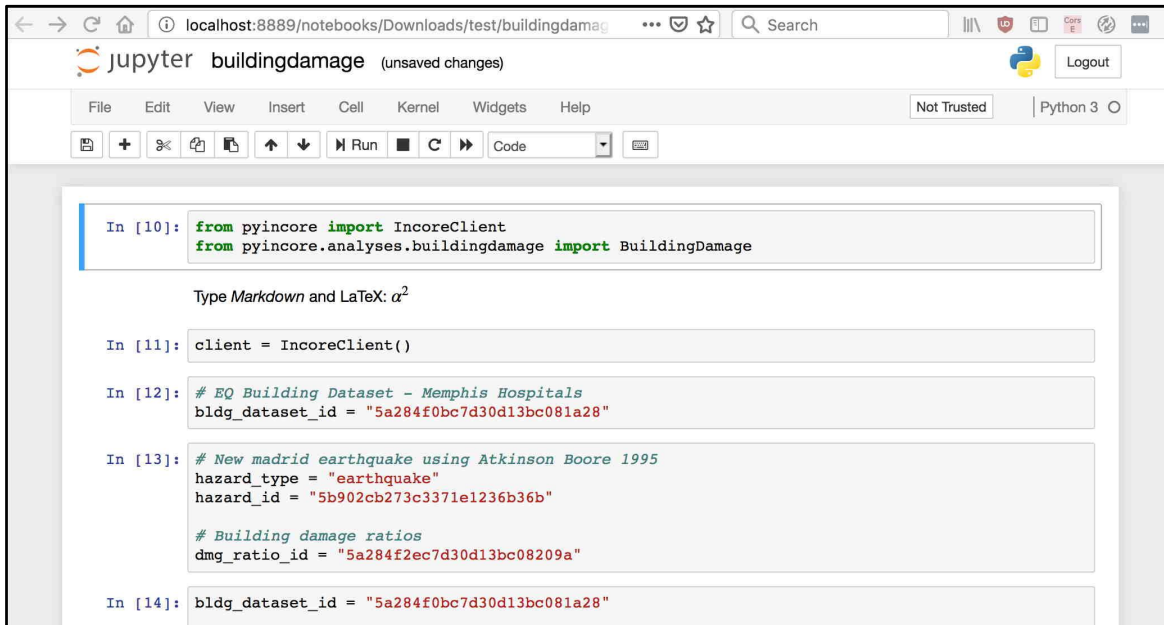 localhost:8889/notebooks/Downloads/test/buildingdamag
Search
jupyter buildingdamage (unsaved changes)
Logout
File Edit View Insert Cell Kernel Widgets Help
Not Trusted
Python 3
Run
Code
In [10]: from pyincore import IncoreClient
from pyincore.analyses.buildingdamage import BuildingDamage
Type Markdown and LaTeX: α²
In [11]: client = IncoreClient()
In [12]: # EQ Building Dataset - Memphis Hospitals
bldg_dataset_id = "5a284f0bc7d30d13bc081a28"
In [13]: # New madrid earthquake using Atkinson Boore 1995
hazard_type = "earthquake"
hazard_id = "5b902cb273c3371e1236b36b"
# Building damage ratios
dmg_ratio_id = "5a284f2ec7d30d13bc08209a"
In [14]: bldg_dataset_id = "5a284f0bc7d30d13bc081a28"